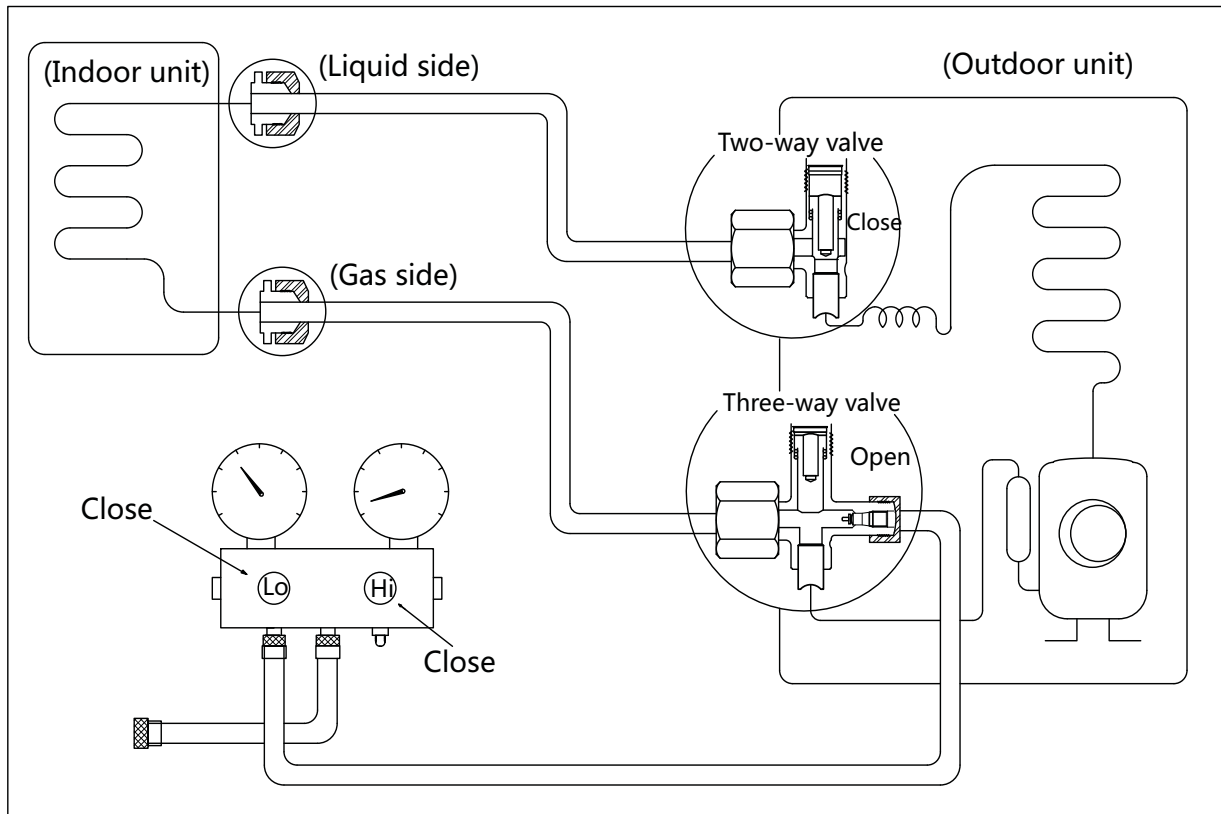 (Indoor unit)
(Liquid side)
(Outdoor unit)
Two-way valve
Close
(Gas side)
Three-way valve
Open
Close
Lo
Hi
Close